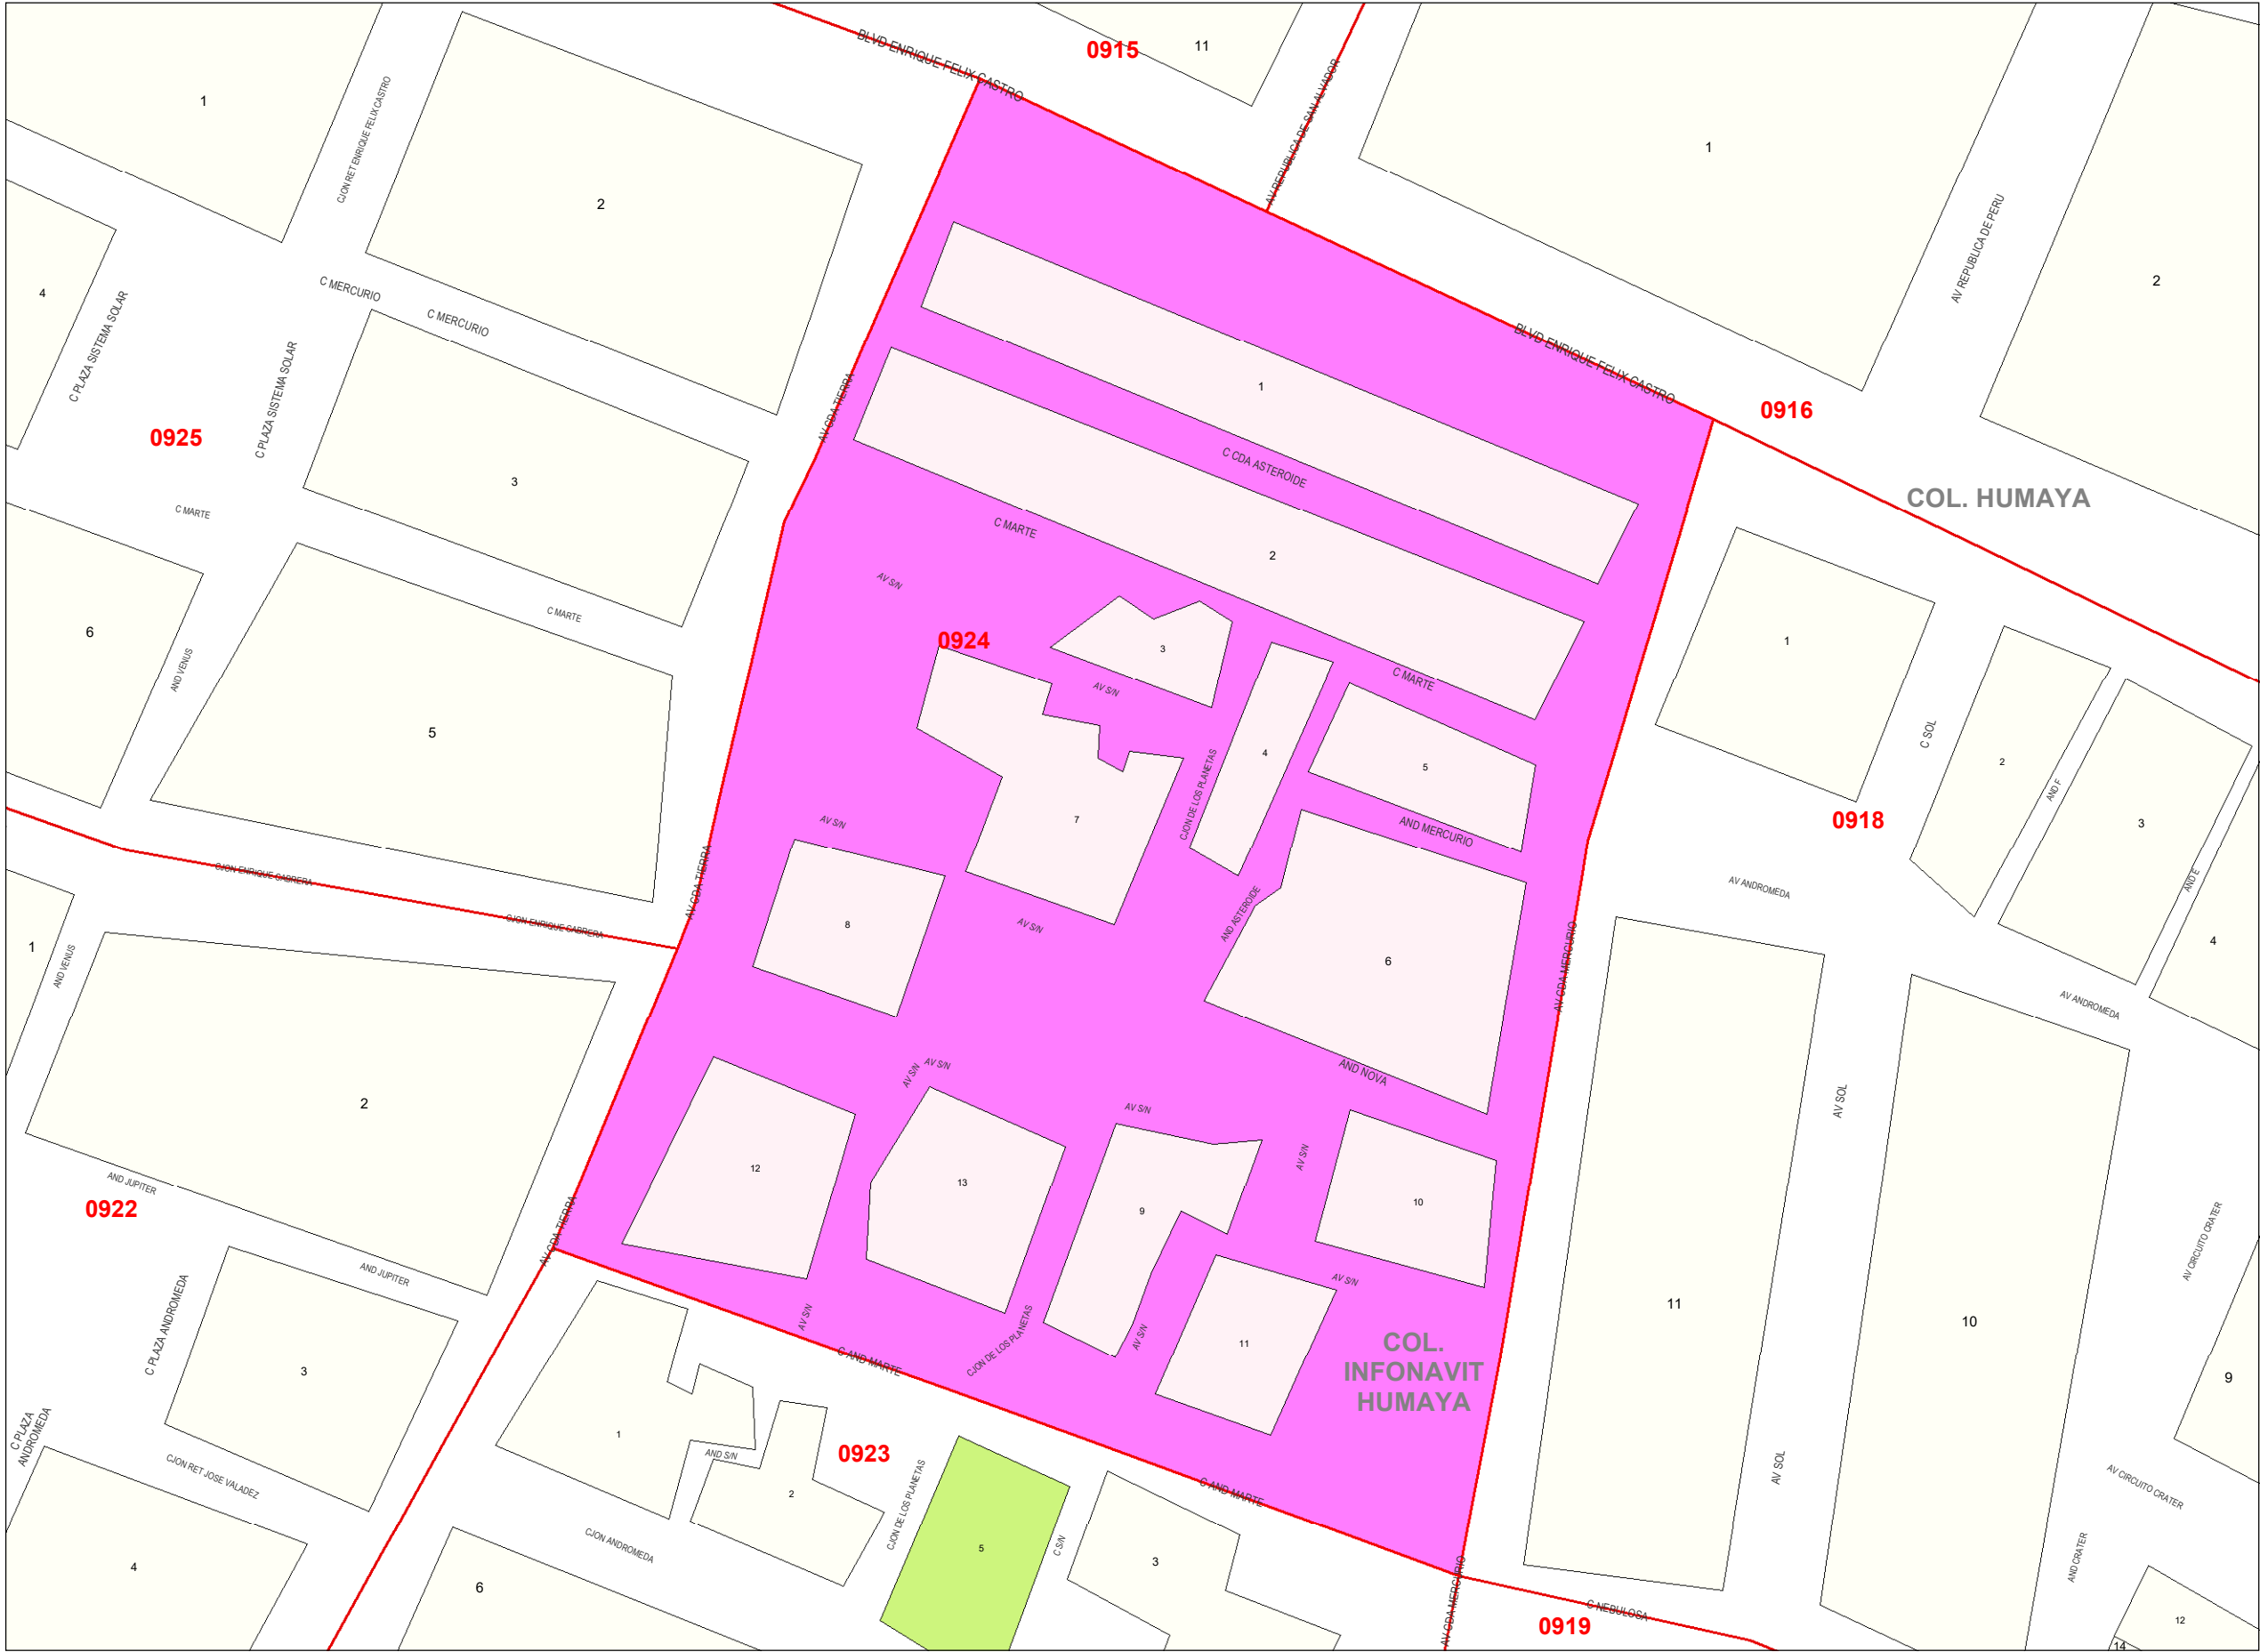 BLVD ENRIQUE FELIX CASTRO
0915
11
AV REPUBLICA DE SAN ALVADOR
1
CJON RET ENRIQUE FELIX CASTRO
2
1
AV REPUBLICA DE PERU
2
4
C PLAZA SISTEMA SOLAR
C MERCURIO
C MERCURIO
C PLAZA SISTEMA SOLAR
0925
3
AV CDA TIERRA
1
BLVD ENRIQUE FELIX CASTRO
0916
COL. HUMAYA
C CDA ASTEROIDE
C MARTE
C MARTE
2
AV S/N
C MARTE
6
AND VENUS
5
0924
3
AV S/N
C MARTE
1
C SOL
2
AND F
3
4
5
CJON DE LOS PLANETAS
7
AND MERCURIO
0918
AV S/N
AV CDA TIERRA
CJON ENRIQUE CABRERA
CJON ENRIQUE CABRERA
8
AV S/N
AND ASTEROIDE
6
AV CDA MERCURIO
AV ANDROMEDA
AND E
4
1
AND VENUS
AV ANDROMEDA
2
AV S/N
AV S/N
AND NOVA
AV SOL
AV S/N
AV S/N
12
13
9
10
AND JUPITER
0922
AV CDA TIERRA
AND JUPITER
AV S/N
AV CIRCUITO CRATER
11
10
C PLAZA ANDROMEDA
3
AV S/N
CJON DE LOS PLANETAS
AV S/N
11
COL.
INFONAVIT
HUMAYA
C AND MARTE
9
C PLAZA
ANDROMEDA
1
AND S/N
0923
CJON RET JOSE VALADEZ
2
CJON DE LOS PLANETAS
C AND MARTE
AV SOL
AV CIRCUITO CRATER
CJON ANDROMEDA
5
C S/N
3
4
6
AV CDA MERCURIO
C NEBULOSA
0919
AND CRATER
12
14